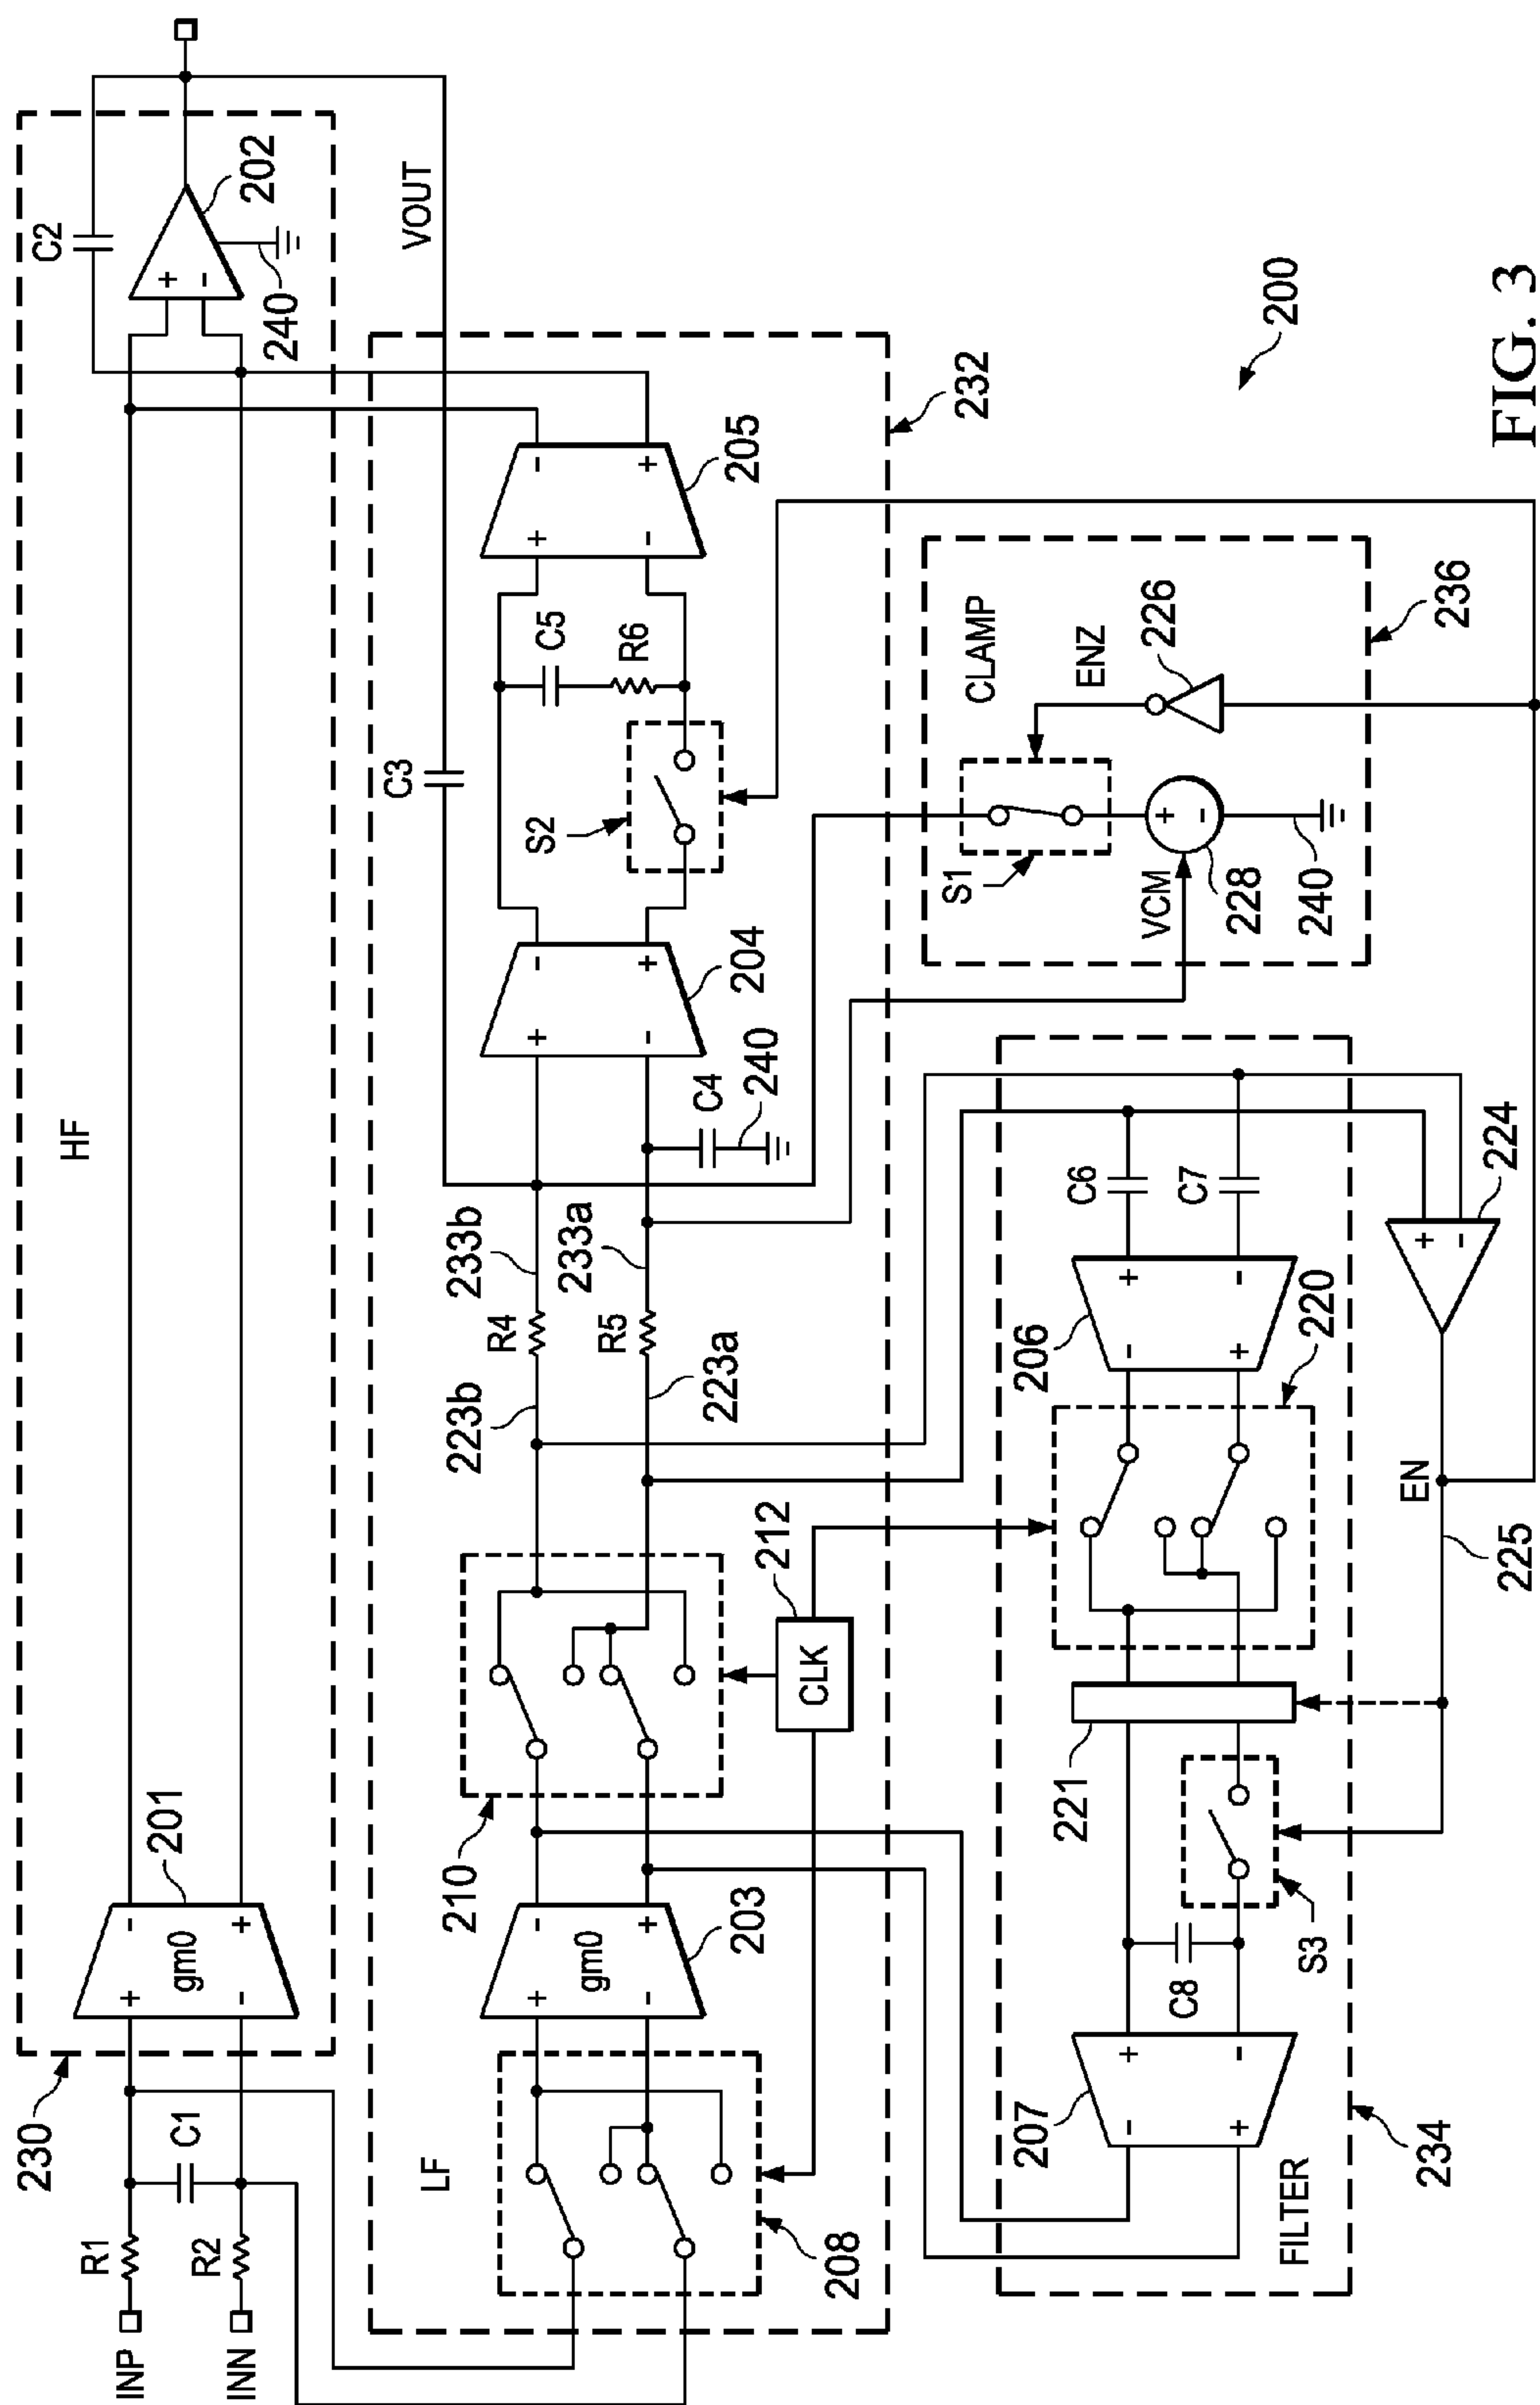 INP
INN
R1
R2
C1
230
+
-
gm0
-
+
201
HF
+
-
202
240
C2
VOUT
LF
208
+
-
gm0
-
+
203
210
CLK
212
223b
223a
R4
R5
233b
233a
C3
C4
240
+
-
-
+
204
S2
C5
R6
+
-
-
+
205
232
FILTER
234
207
-
+
+
-
C8
S3
221
220
206
-
+
+
-
C6
C7
EN
225
+
-
224
S1
VCM
+
-
228
240
CLAMP
ENZ
226
236
200
FIG. 3